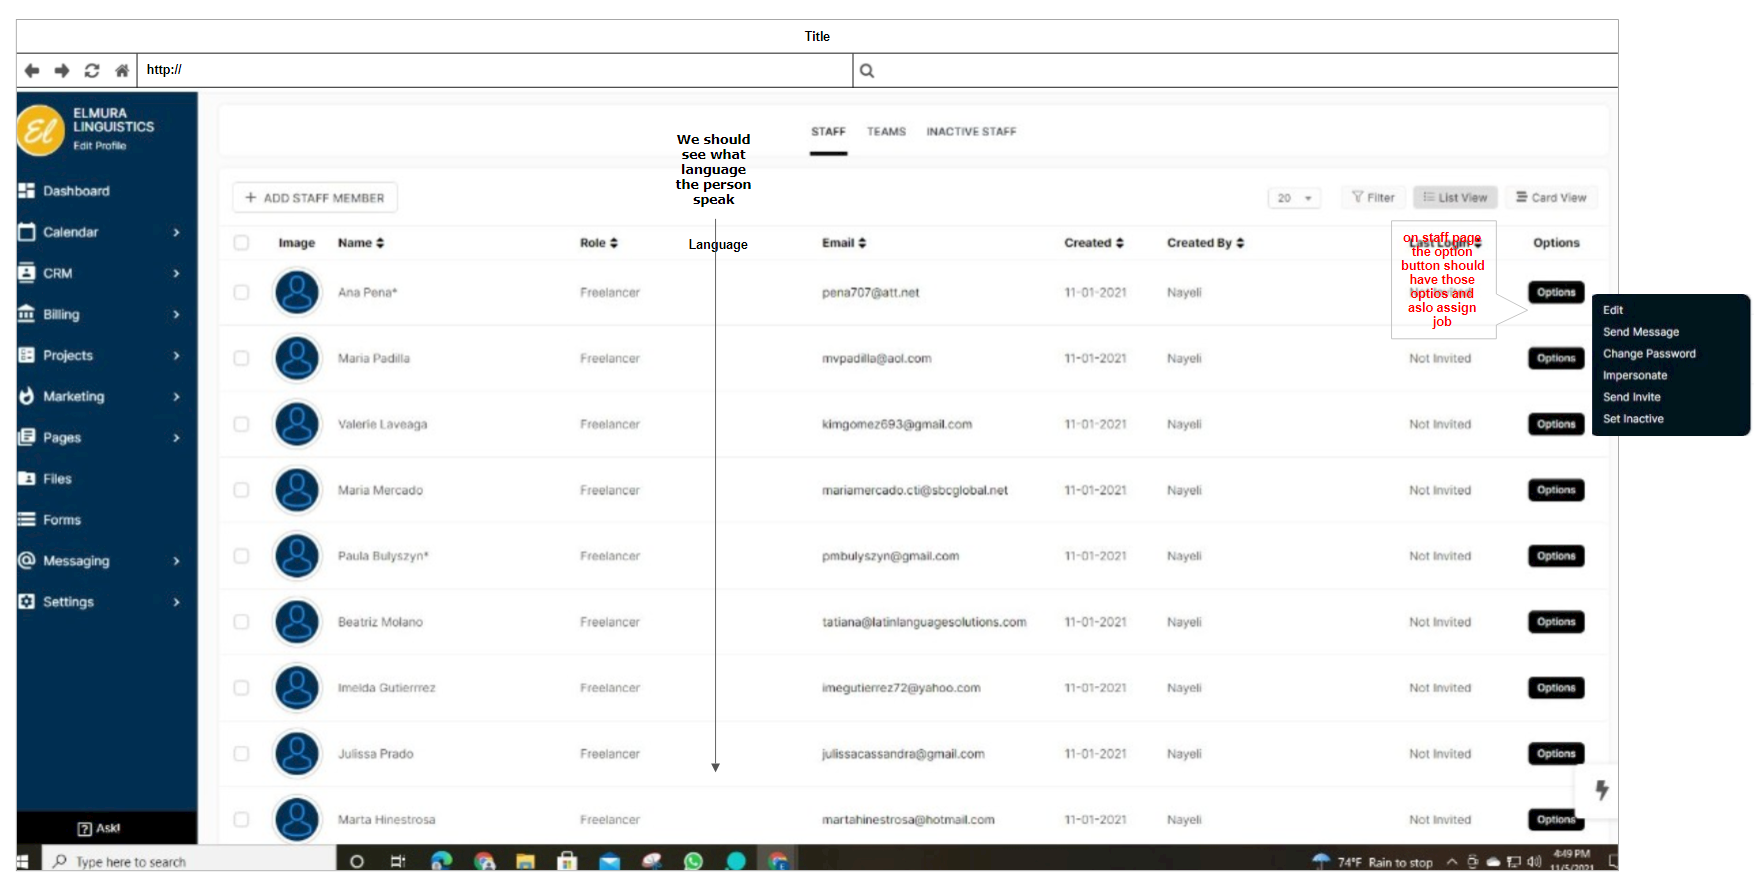 Title
http://
ELMURA
LINGUISTICS
Edit Profile
Dashboard
Calendar
CRM
Billing
Projects
Marketing
Pages
Files
Forms
Messaging
Settings
Ask!
STAFF TEAMS INACTIVE STAFF
We should
see what
language
the person
speak
+ ADD STAFF MEMBER
20 Filter List View Card View
Image Name Role Language Email Created Created By Last Login Options
on staff page
the option
button should
have those
optios and
aslo assign
job
Ana Pena* Freelancer pena707@att.net 11-01-2021 Nayeli Not Invited Options
Maria Padilla Freelancer mvpadilla@aol.com 11-01-2021 Nayeli Not Invited Options
Valerie Laveaga Freelancer kimgomez693@gmail.com 11-01-2021 Nayeli Not Invited Options
Maria Mercado Freelancer mariamercado.cti@sbcglobal.net 11-01-2021 Nayeli Not Invited Options
Paula Bulyszyn* Freelancer pmbulyszyn@gmail.com 11-01-2021 Nayeli Not Invited Options
Beatriz Molano Freelancer tatiana@latinlanguagesolutions.com 11-01-2021 Nayeli Not Invited Options
Imelda Gutierrrez Freelancer imegutierrez72@yahoo.com 11-01-2021 Nayeli Not Invited Options
Julissa Prado Freelancer julissacassandra@gmail.com 11-01-2021 Nayeli Not Invited Options
Marta Hinestrosa Freelancer martahinestrosa@hotmail.com 11-01-2021 Nayeli Not Invited Options
Edit
Send Message
Change Password
Impersonate
Send Invite
Set Inactive
Type here to search
74°F Rain to stop
4:49 PM
11/5/2021